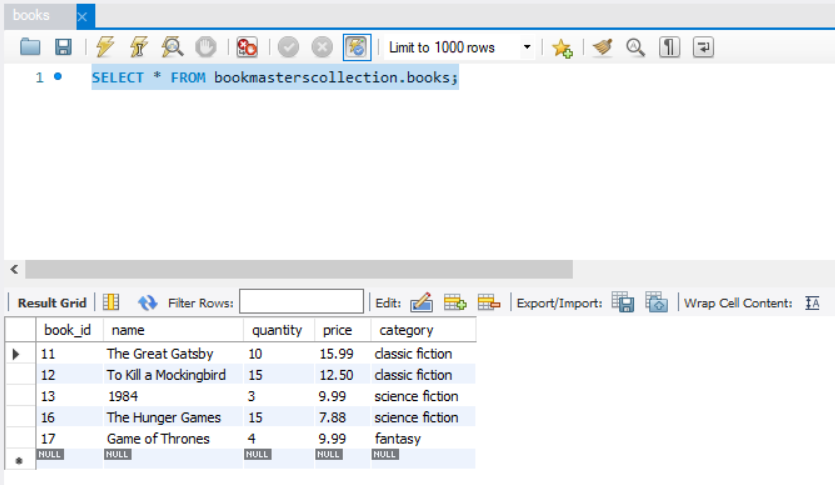 books
Limit to 1000 rows
1 SELECT * FROM bookmasterscollection.books;
Result Grid Filter Rows: Edit: Export/Import: Wrap Cell Content: IA
book_id name quantity price category
11 The Great Gatsby 10 15.99 classic fiction
12 To Kill a Mockingbird 15 12.50 classic fiction
13 1984 3 9.99 science fiction
16 The Hunger Games 15 7.88 science fiction
17 Game of Thrones 4 9.99 fantasy
NULL NULL NULL NULL NULL